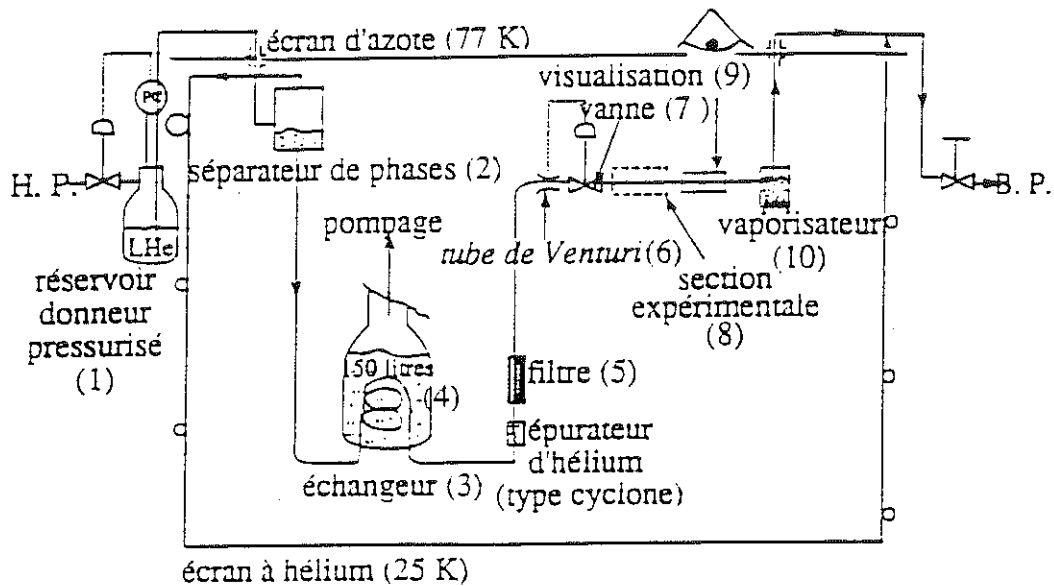 écran d'azote (77 K)
visualisation (9)
vanne (7)
séparateur de phases (2)
H. P.
B. P.
LHe
pompage
tube de Venturi (6)
vaporisateur
(10)
réservoir
donneur
pressurisé
(1)
section
expérimentale
(8)
150 litres
(4)
filtre (5)
épurateur
d'hélium
(type cyclone)
échangeur (3)
écran à hélium (25 K)